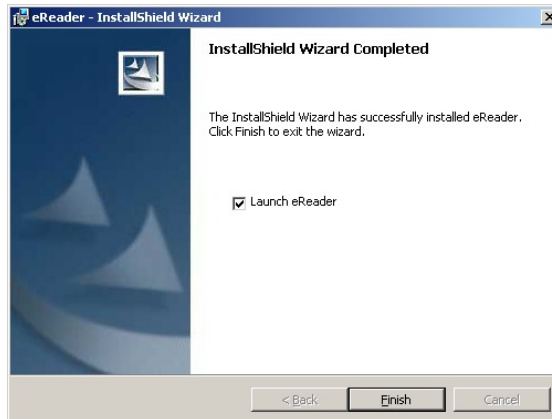 eReader - InstallShield Wizard
InstallShield Wizard Completed
The InstallShield Wizard has successfully installed eReader.
Click Finish to exit the wizard.
Launch eReader
< Back
Finish
Cancel